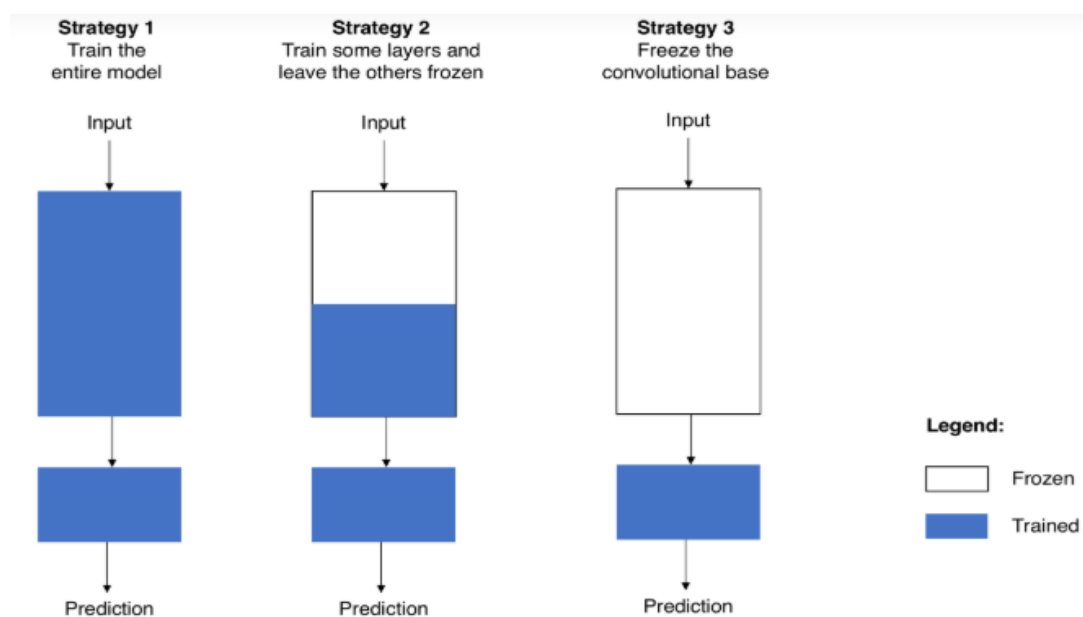 Strategy 1
Train the
entire model
Input
Prediction
Strategy 2
Train some layers and
leave the others frozen
Input
Prediction
Strategy 3
Freeze the
convolutional base
Input
Prediction
Legend:
Frozen
Trained